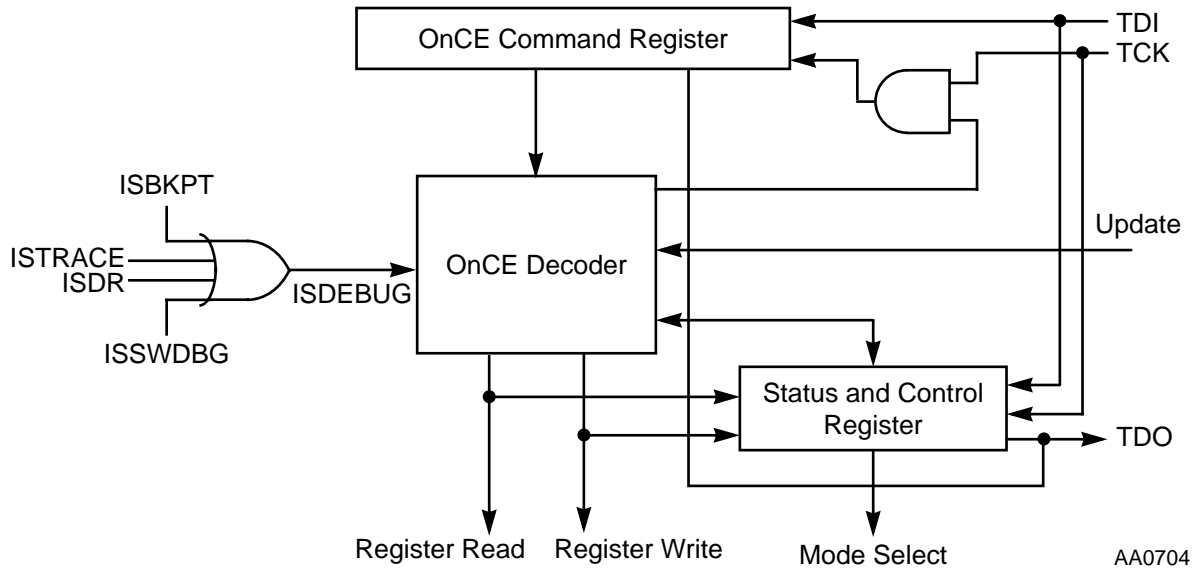 OnCE Command Register
TDI
TCK
ISBKPT
ISTRACE
ISDR
ISSWDBG
ISDEBUG
OnCE Decoder
Update
Status and Control
Register
TDO
Register Read
Register Write
Mode Select
AA0704